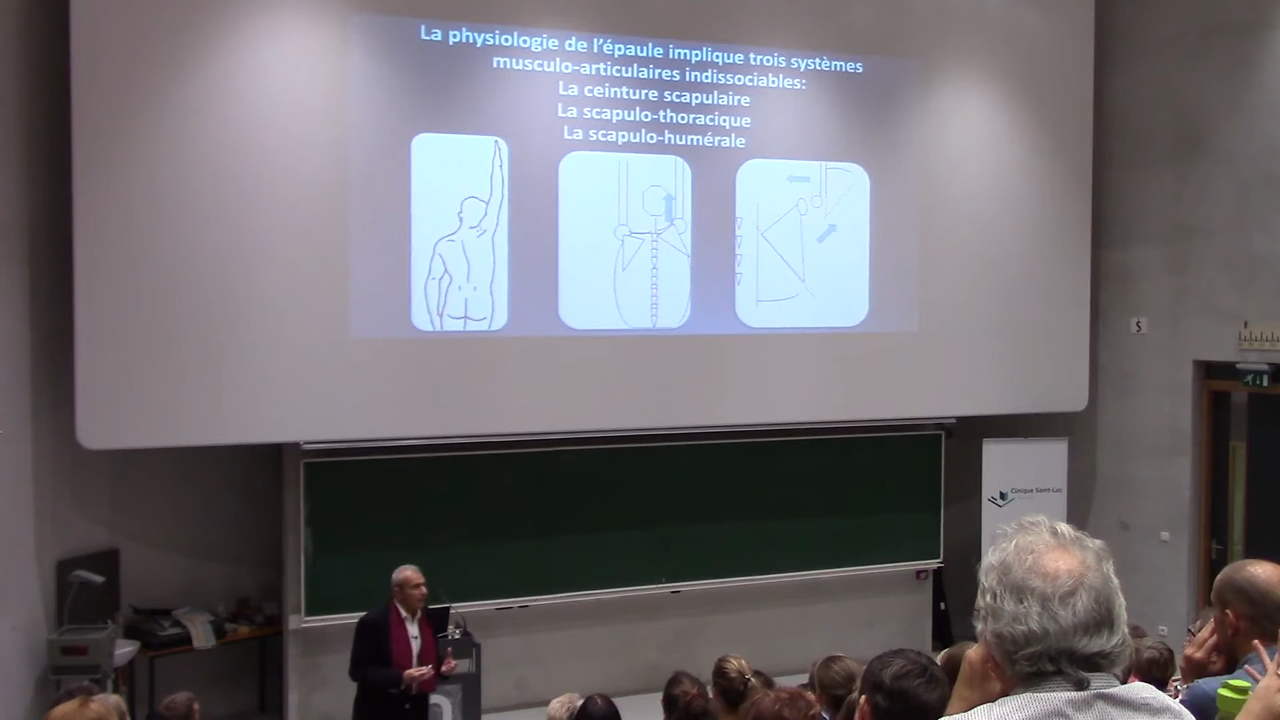 La physiologie de l'épaule implique trois systèmes
musculo-articulaires indissociables:
La ceinture scapulaire
La scapulo-thoracique
La scapulo-humérale
S
Clinique Saint-Luc